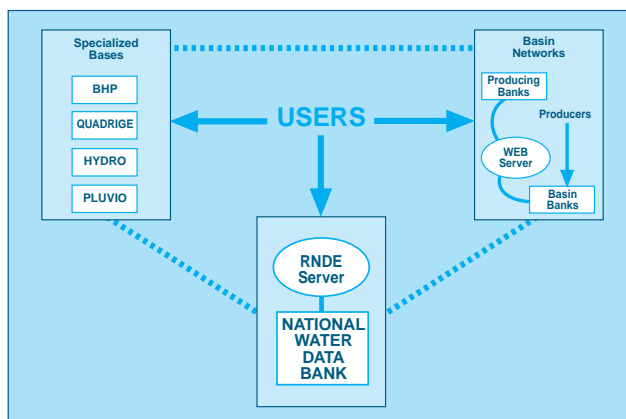 Specialized
Bases
BHP
QUADRIGE
HYDRO
PLUVIO
USERS
Basin
Networks
Producing
Banks
Producers
WEB
Server
Basin
Banks
RNDE
Server
NATIONAL
WATER
DATA
BANK